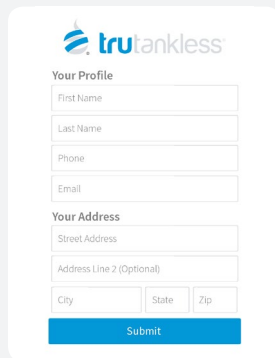 trutankless
Your Profile
First Name
Last Name
Phone
Email
Your Address
Street Address
Address Line 2 (Optional)
City State Zip
Submit